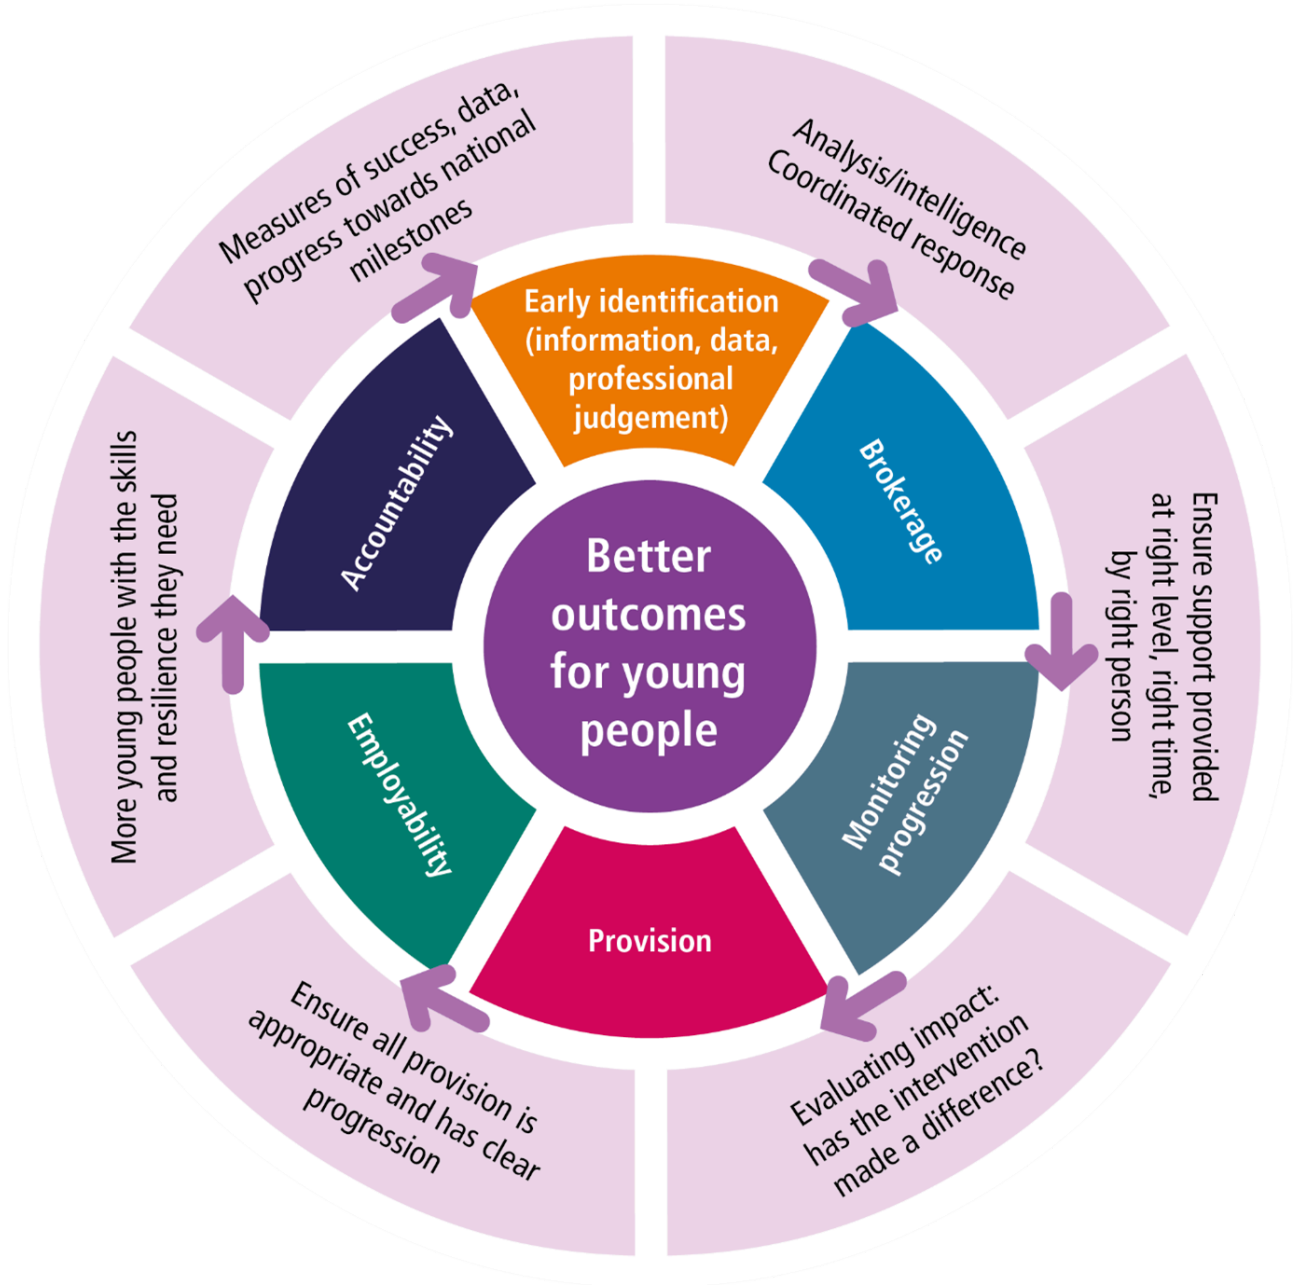 Better
outcomes
for young
people
Early identification
(information, data,
professional
judgement)
Brokerage
Monitoring
progression
Provision
Employability
Accountability
Analysis/intelligence
Coordinated response
Ensure support provided
at right level, right time,
by right person
Evaluating impact:
has the intervention
made a difference?
Ensure all provision is
appropriate and has clear
progression
More young people with the skills
and resilience they need
Measures of success, data,
progress towards national
milestones